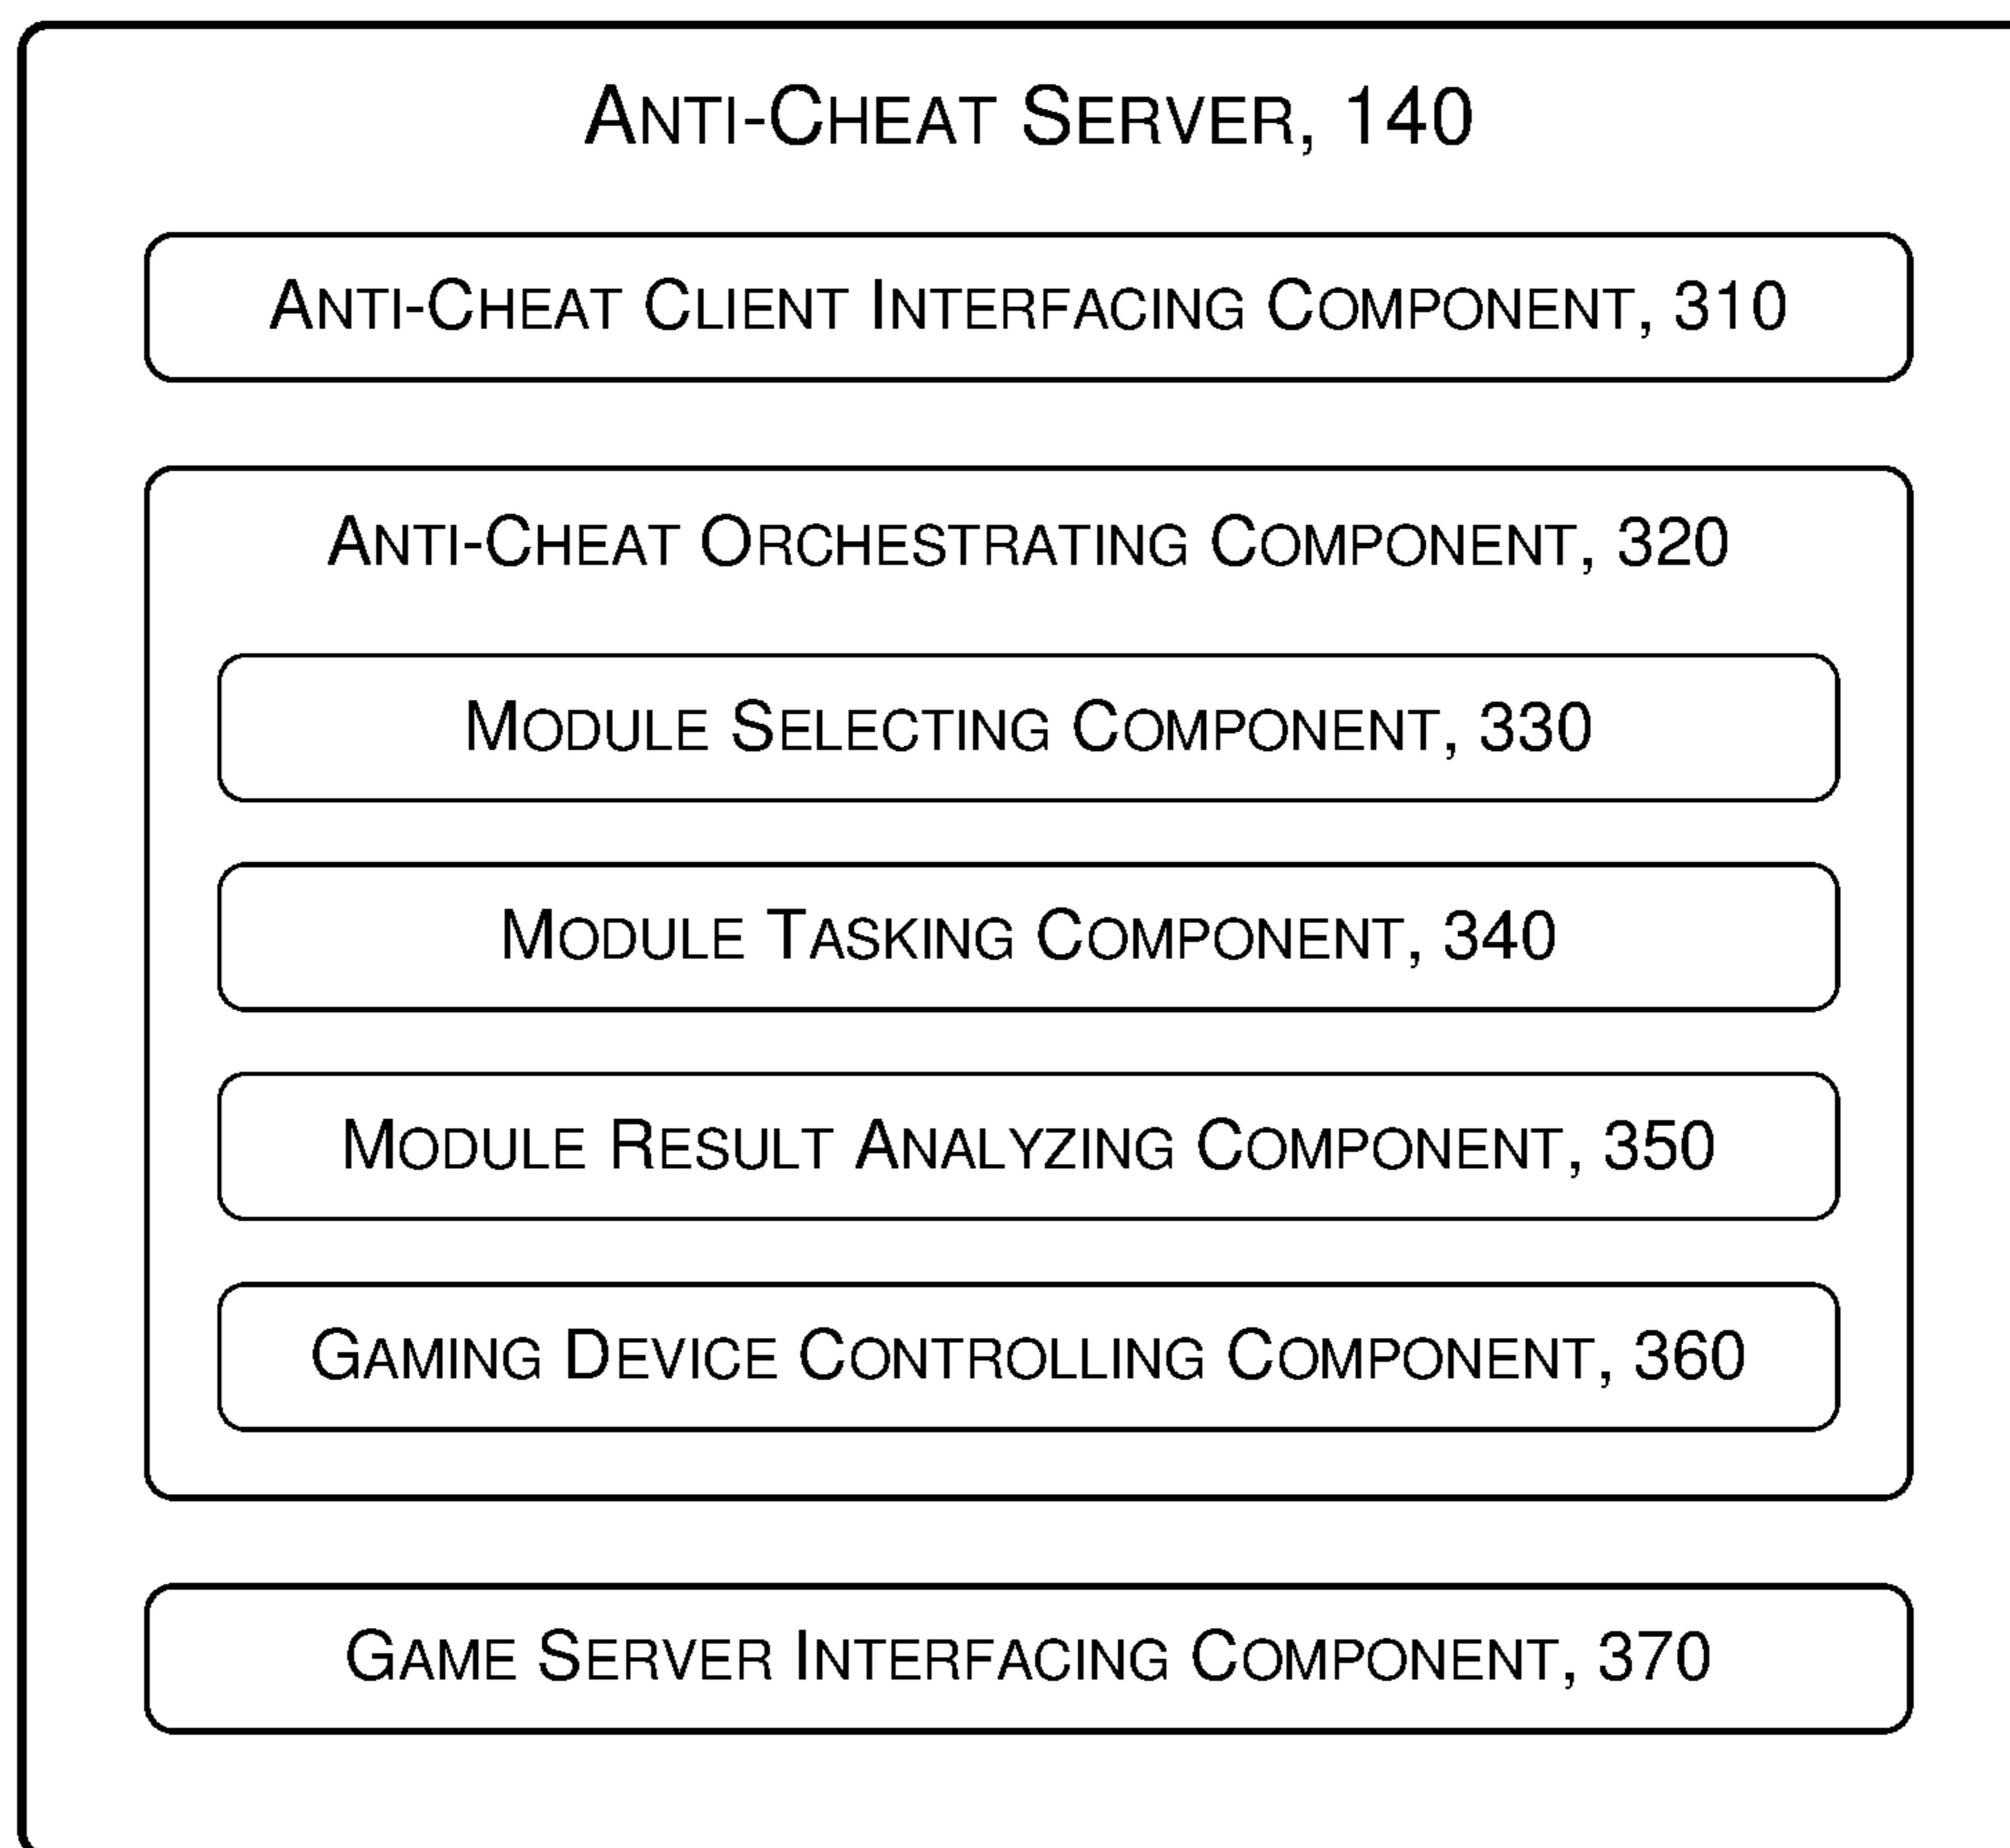 ANTI-CHEAT SERVER, 140
ANTI-CHEAT CLIENT INTERFACING COMPONENT, 310
ANTI-CHEAT ORCHESTRATING COMPONENT, 320
MODULE SELECTING COMPONENT, 330
MODULE TASKING COMPONENT, 340
MODULE RESULT ANALYZING COMPONENT, 350
GAMING DEVICE CONTROLLING COMPONENT, 360
GAME SERVER INTERFACING COMPONENT, 370